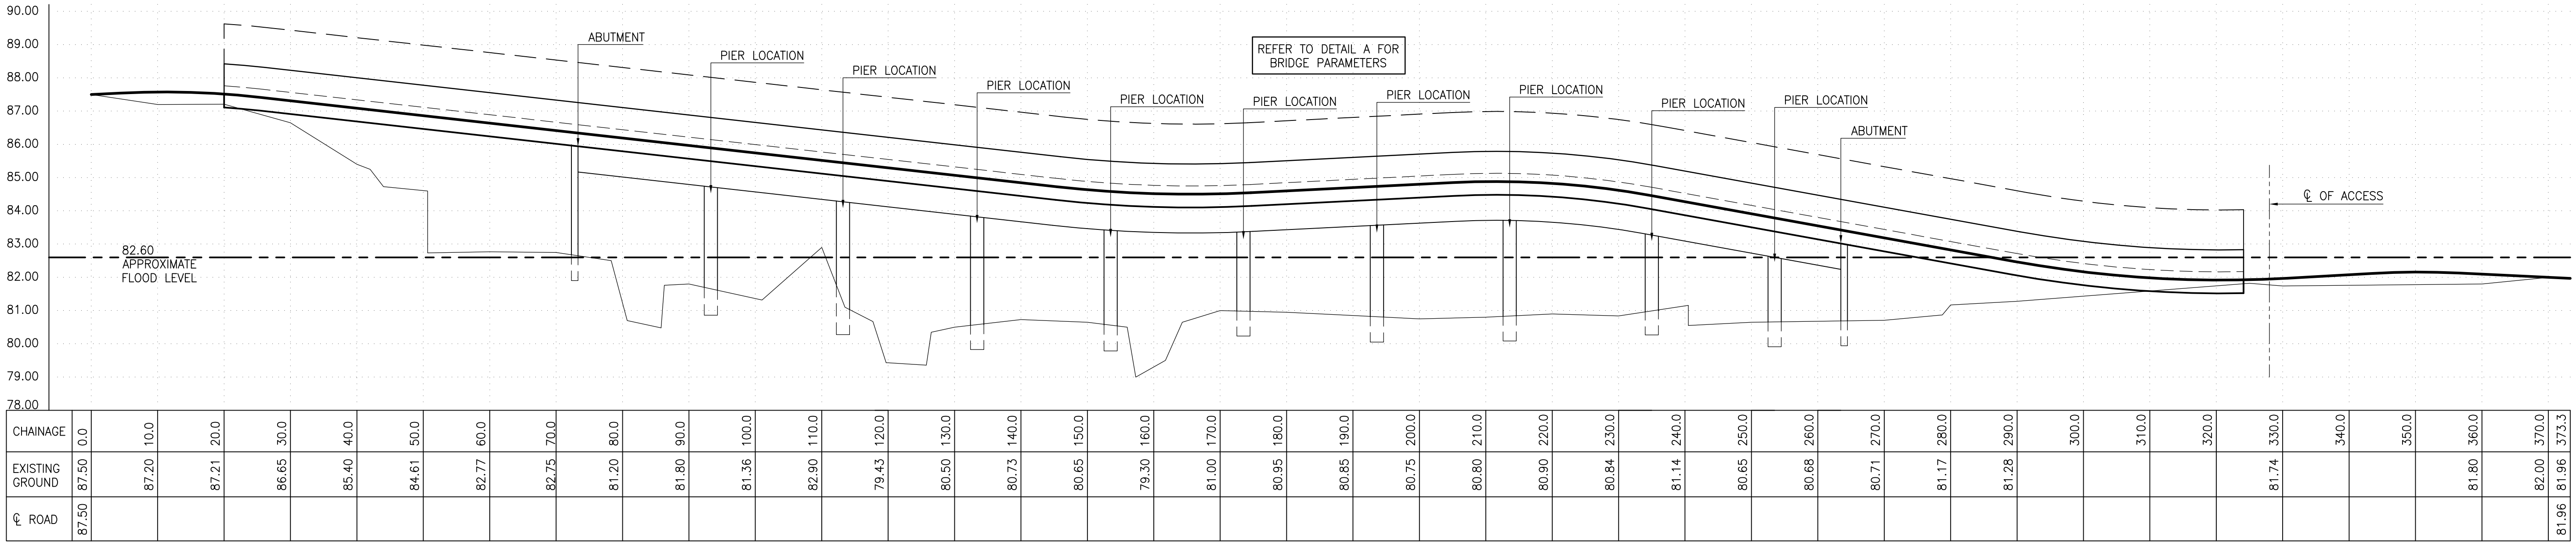 90.00
89.00
88.00
87.00
86.00
85.00
84.00
83.00
82.00
81.00
80.00
79.00
78.00
ABUTMENT
PIER LOCATION
PIER LOCATION
PIER LOCATION
PIER LOCATION
PIER LOCATION
PIER LOCATION
PIER LOCATION
PIER LOCATION
PIER LOCATION
ABUTMENT
REFER TO DETAIL A FOR
BRIDGE PARAMETERS
℄ OF ACCESS
82.60
APPROXIMATE
FLOOD LEVEL
CHAINAGE 0.0 10.0 20.0 30.0 40.0 50.0 60.0 70.0 80.0 90.0 100.0 110.0 120.0 130.0 140.0 150.0 160.0 170.0 180.0 190.0 200.0 210.0 220.0 230.0 240.0 250.0 260.0 270.0 280.0 290.0 300.0 310.0 320.0 330.0 340.0 350.0 360.0 370.0 373.3
EXISTING
GROUND 87.50 87.20 87.21 86.65 85.40 84.61 82.77 82.75 81.20 81.80 81.36 82.90 79.43 80.50 80.73 80.65 79.30 81.00 80.95 80.85 80.75 80.80 80.90 80.84 81.14 80.65 80.68 80.71 81.17 81.28 81.74 81.80 82.00 81.96
℄ ROAD 87.50 81.96